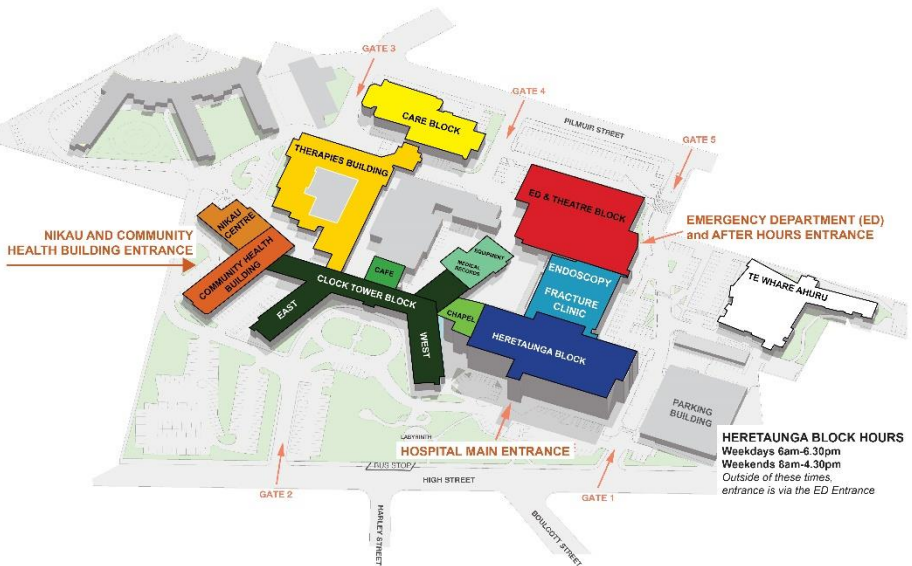 GATE 3
GATE 4
CARE BLOCK
PILMUIR STREET
GATE 5
THERAPIES BUILDING
ED & THEATRE BLOCK
NIKAU
CENTRE
NIKAU AND COMMUNITY
HEALTH BUILDING ENTRANCE
EMERGENCY DEPARTMENT (ED)
and AFTER HOURS ENTRANCE
COMMUNITY HEALTH
BUILDING
EQUIPMENT
MEDICAL
RECORDS
CAFE
ENDOSCOPY
FRACTURE
CLINIC
TE WHARE AHURU
CLOCK TOWER BLOCK
EAST
WEST
CHAPEL
HERETAUNGA BLOCK
PARKING
BUILDING
LABYRINTH
HOSPITAL MAIN ENTRANCE
BUS STOP
HIGH STREET
GATE 2
GATE 1
HARLEY STREET
BOULCOTT STREET
HERETAUNGA BLOCK HOURS
Weekdays 6am-6.30pm
Weekends 8am-4.30pm
Outside of these times,
entrance is via the ED Entrance